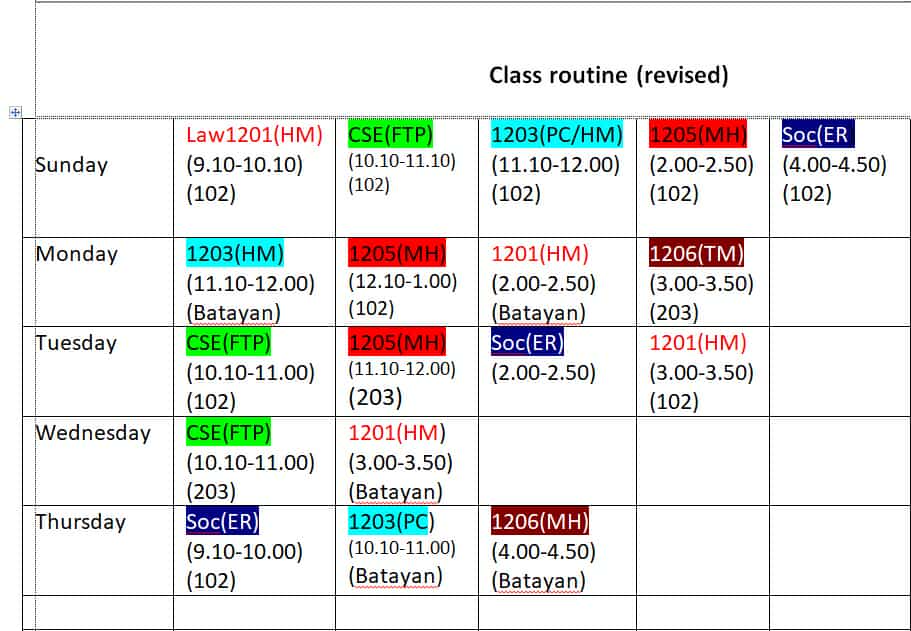 Class routine (revised)
Sunday
Law1201(HM)
(9.10-10.10)
(102)
CSE(FTP)
(10.10-11.10)
(102)
1203(PC/HM)
(11.10-12.00)
(102)
1205(MH)
(2.00-2.50)
(102)
Soc(ER
(4.00-4.50)
(102)
Monday
1203(HM)
(11.10-12.00)
(Batayan)
1205(MH)
(12.10-1.00)
(102)
1201(HM)
(2.00-2.50)
(Batayan)
1206(TM)
(3.00-3.50)
(203)
Tuesday
CSE(FTP)
(10.10-11.00)
(102)
1205(MH)
(11.10-12.00)
(203)
Soc(ER)
(2.00-2.50)
1201(HM)
(3.00-3.50)
(102)
Wednesday
CSE(FTP)
(10.10-11.00)
(203)
1201(HM)
(3.00-3.50)
(Batayan)
Thursday
Soc(ER)
(9.10-10.00)
(102)
1203(PC)
(10.10-11.00)
(Batayan)
1206(MH)
(4.00-4.50)
(Batayan)